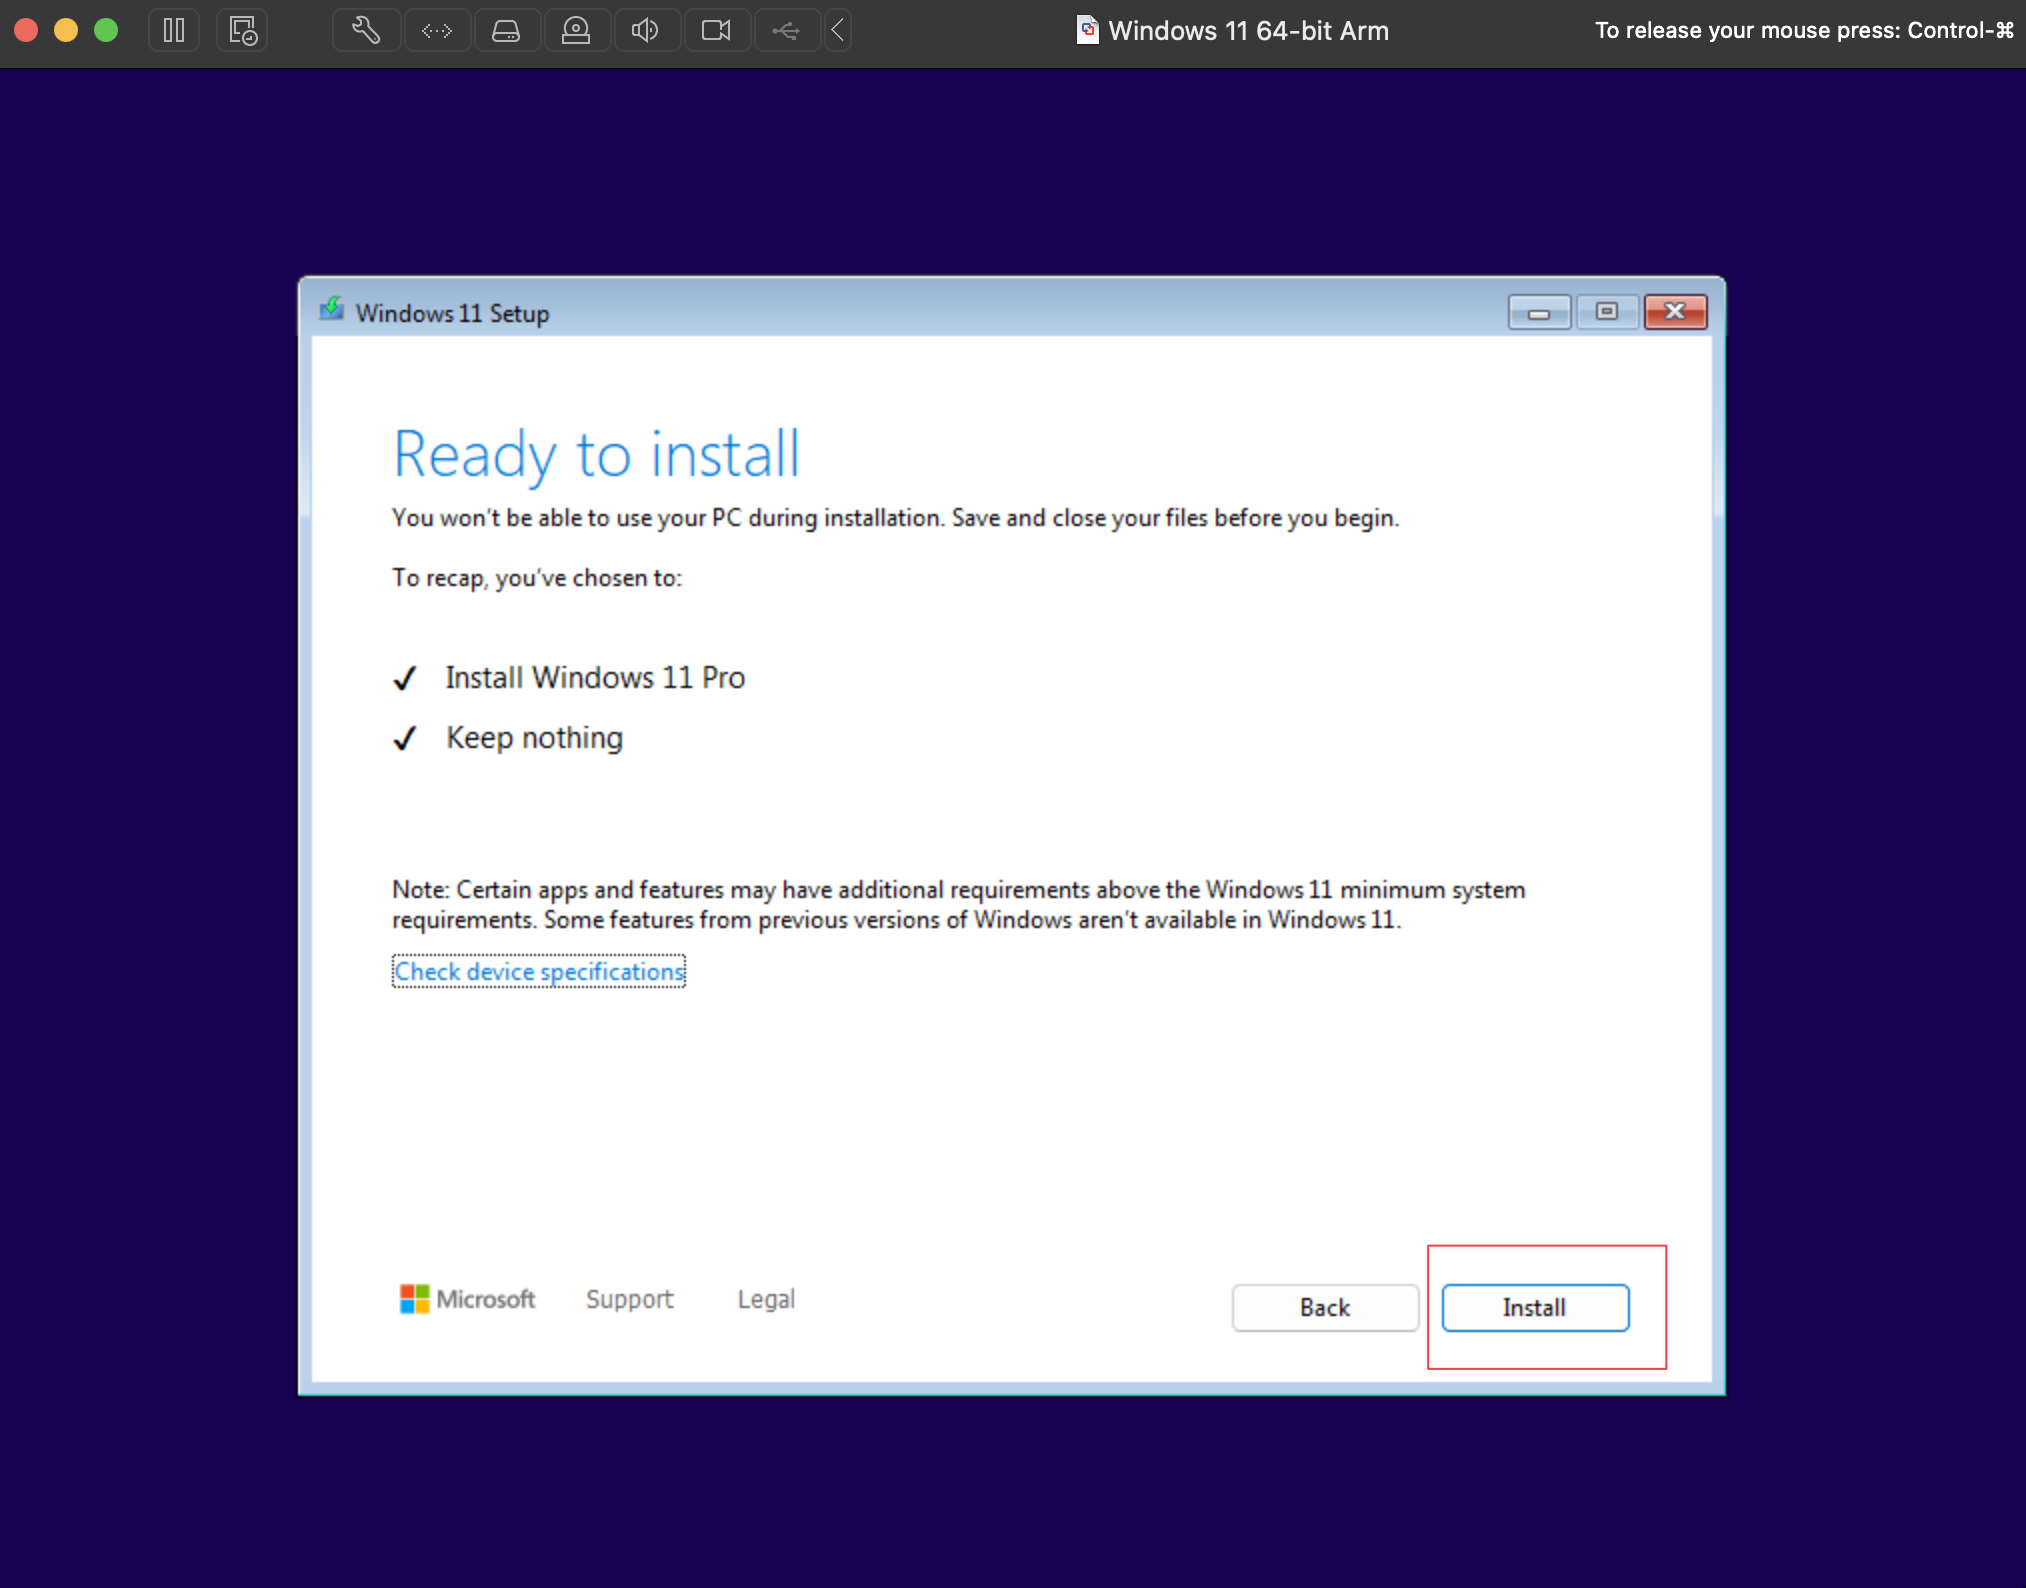 Windows 11 64-bit Arm
To release your mouse press: Control-⌘
Windows 11 Setup
Ready to install
You won't be able to use your PC during installation. Save and close your files before you begin.
To recap, you've chosen to:
✓ Install Windows 11 Pro
✓ Keep nothing
Note: Certain apps and features may have additional requirements above the Windows 11 minimum system
requirements. Some features from previous versions of Windows aren't available in Windows 11.
Check device specifications
Microsoft Support Legal
Back Install